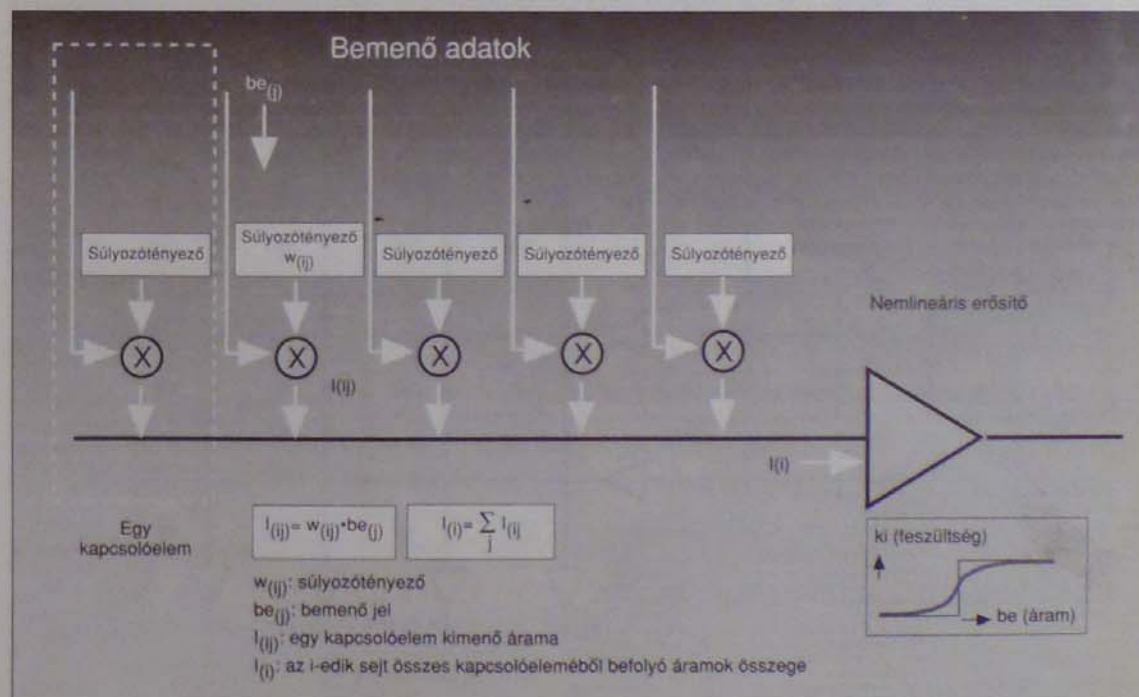 Bemenő adatok
be(j)
Súlyozótényező
Súlyozótényező
w(ij)
Súlyozótényező
Súlyozótényező
Súlyozótényező
Nemlineáris erősítő
X
X
X
X
X
I(ij)
I(i)
Egy
kapcsolóelem
I(ij)= w(ij)•be(j)
I(i)= ∑ I(ij
j
ki (feszültség)
be (áram)
w(ij): súlyozótényező
be(j): bemenő jel
I(ij): egy kapcsolóelem kimenő árama
I(i): az i-edik sejt összes kapcsolóeleméből befolyó áramok összege